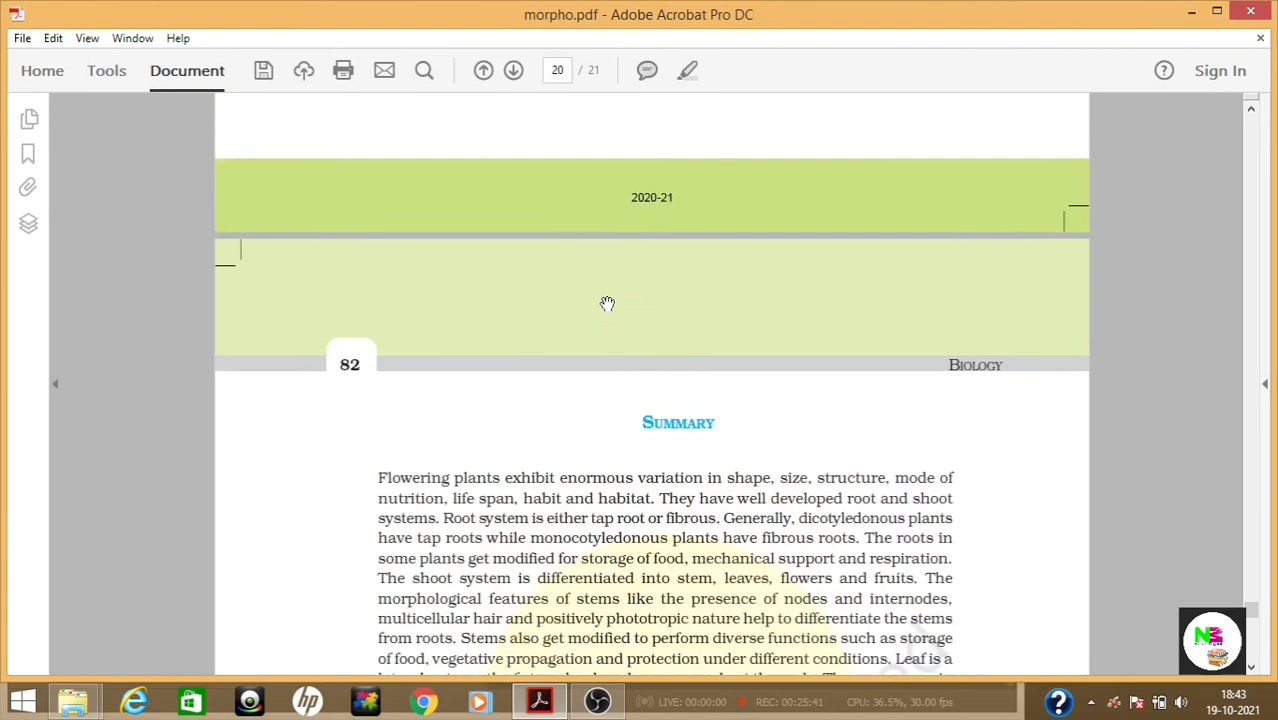 morpho.pdf - Adobe Acrobat Pro DC
File Edit View Window Help
Home Tools Document 20 / 21 Sign In
2020-21
82 BIOLOGY
SUMMARY
Flowering plants exhibit enormous variation in shape, size, structure, mode of
nutrition, life span, habit and habitat. They have well developed root and shoot
systems. Root system is either tap root or fibrous. Generally, dicotyledonous plants
have tap roots while monocotyledonous plants have fibrous roots. The roots in
some plants get modified for storage of food, mechanical support and respiration.
The shoot system is differentiated into stem, leaves, flowers and fruits. The
morphological features of stems like the presence of nodes and internodes,
multicellular hair and positively phototropic nature help to differentiate the stems
from roots. Stems also get modified to perform diverse functions such as storage
of food, vegetative propagation and protection under different conditions. Leaf is a
LIVE: 00:00:00 REC: 00:25:41 CPU: 36.5%, 30.00 fps
18:43
19-10-2021